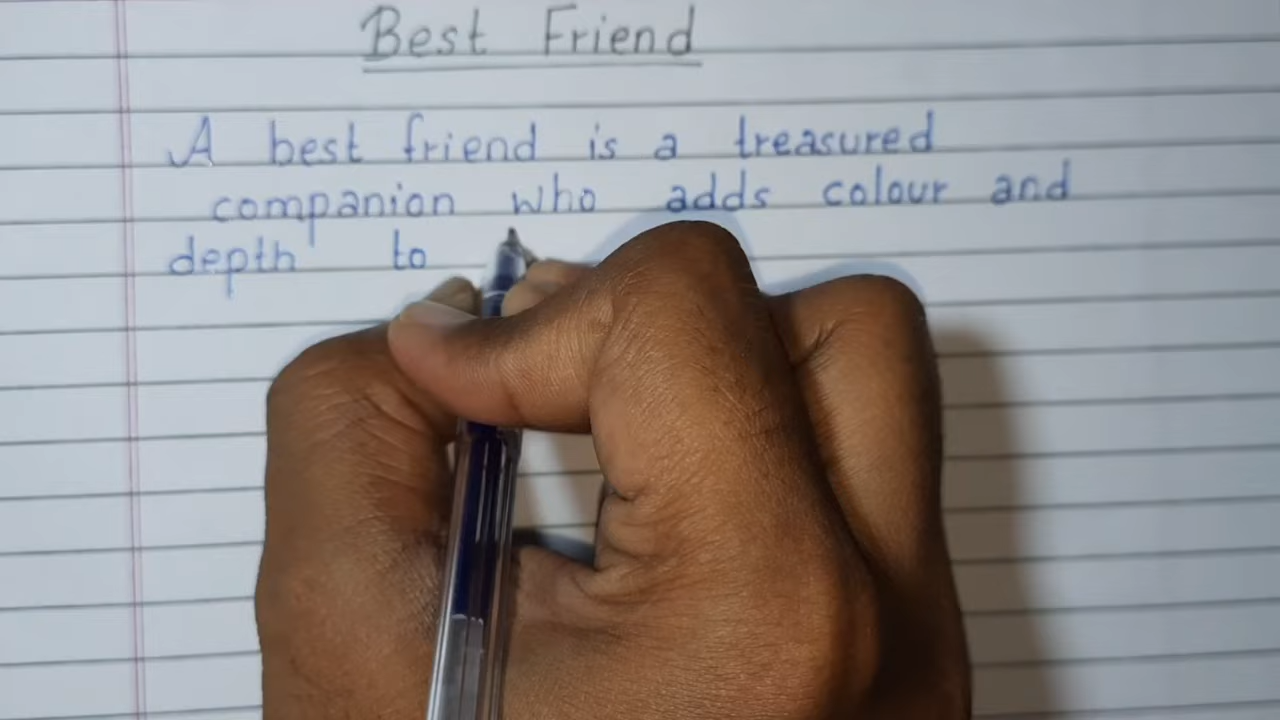 Best Friend
A best friend is a treasured
companion who adds colour and
depth to